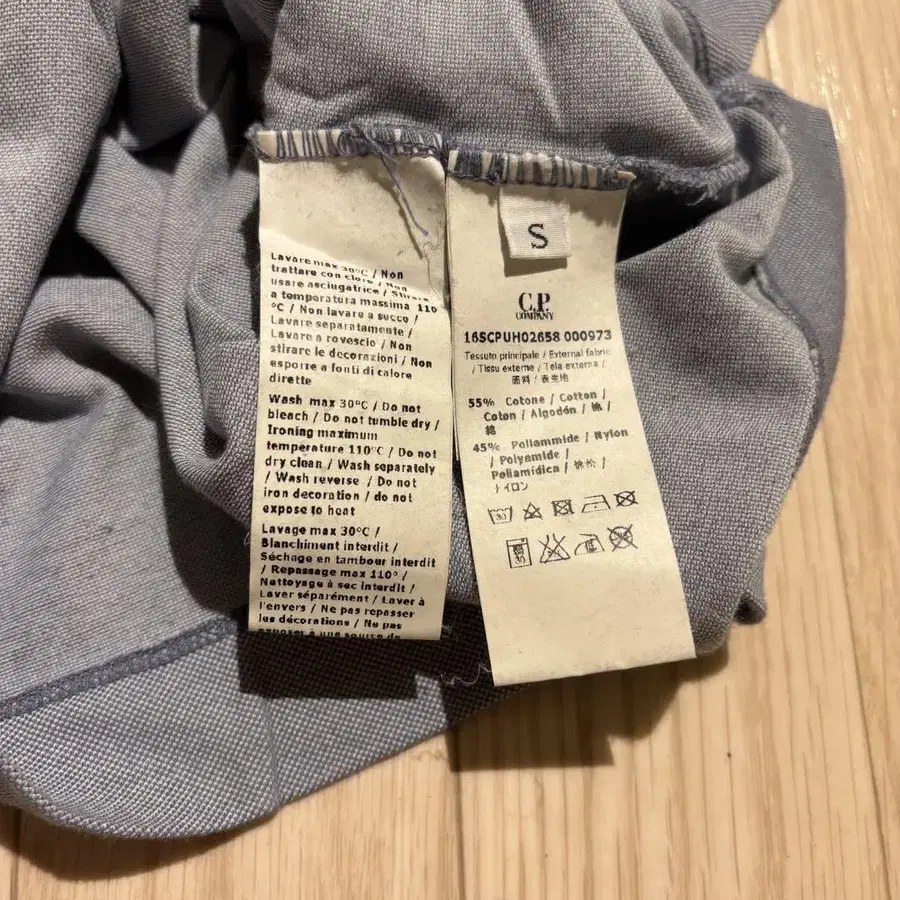 Lavare max 30°C / Non
trattare con cloro / Non
usare asciugatrice / Stirare
a temperatura massima 110
°C / Non lavare a secco /
Lavare separatamente /
Lavare a rovescio / Non
stirare le decorazioni / Non
esporre a fonti di calore
dirette
Wash max 30°C / Do not
bleach / Do not tumble dry /
Ironing maximum
temperature 110°C / Do not
dry clean / Wash separately
/ Wash reverse / Do not
iron decoration / do not
expose to heat
Lavage max 30°C /
Blanchiment interdit /
Séchage en tambour interdit
/ Repassage max 110° /
Nettoyage à sec interdit /
Laver séparément / Laver à
l'envers / Ne pas repasser
les décorations / Ne pas
exposer à une source de
S
C.P.
COMPANY
16SCPUH02658 000973
Tessuto principale / External fabric
/ Tissu externe / Tela externa /
面料 / 表生地
55% Cotone / Cotton /
Coton / Algodón / 棉 /
綿
45% Poliammide / Nylon
/ Polyamide /
Poliamídica / 锦纶 /
ナイロン